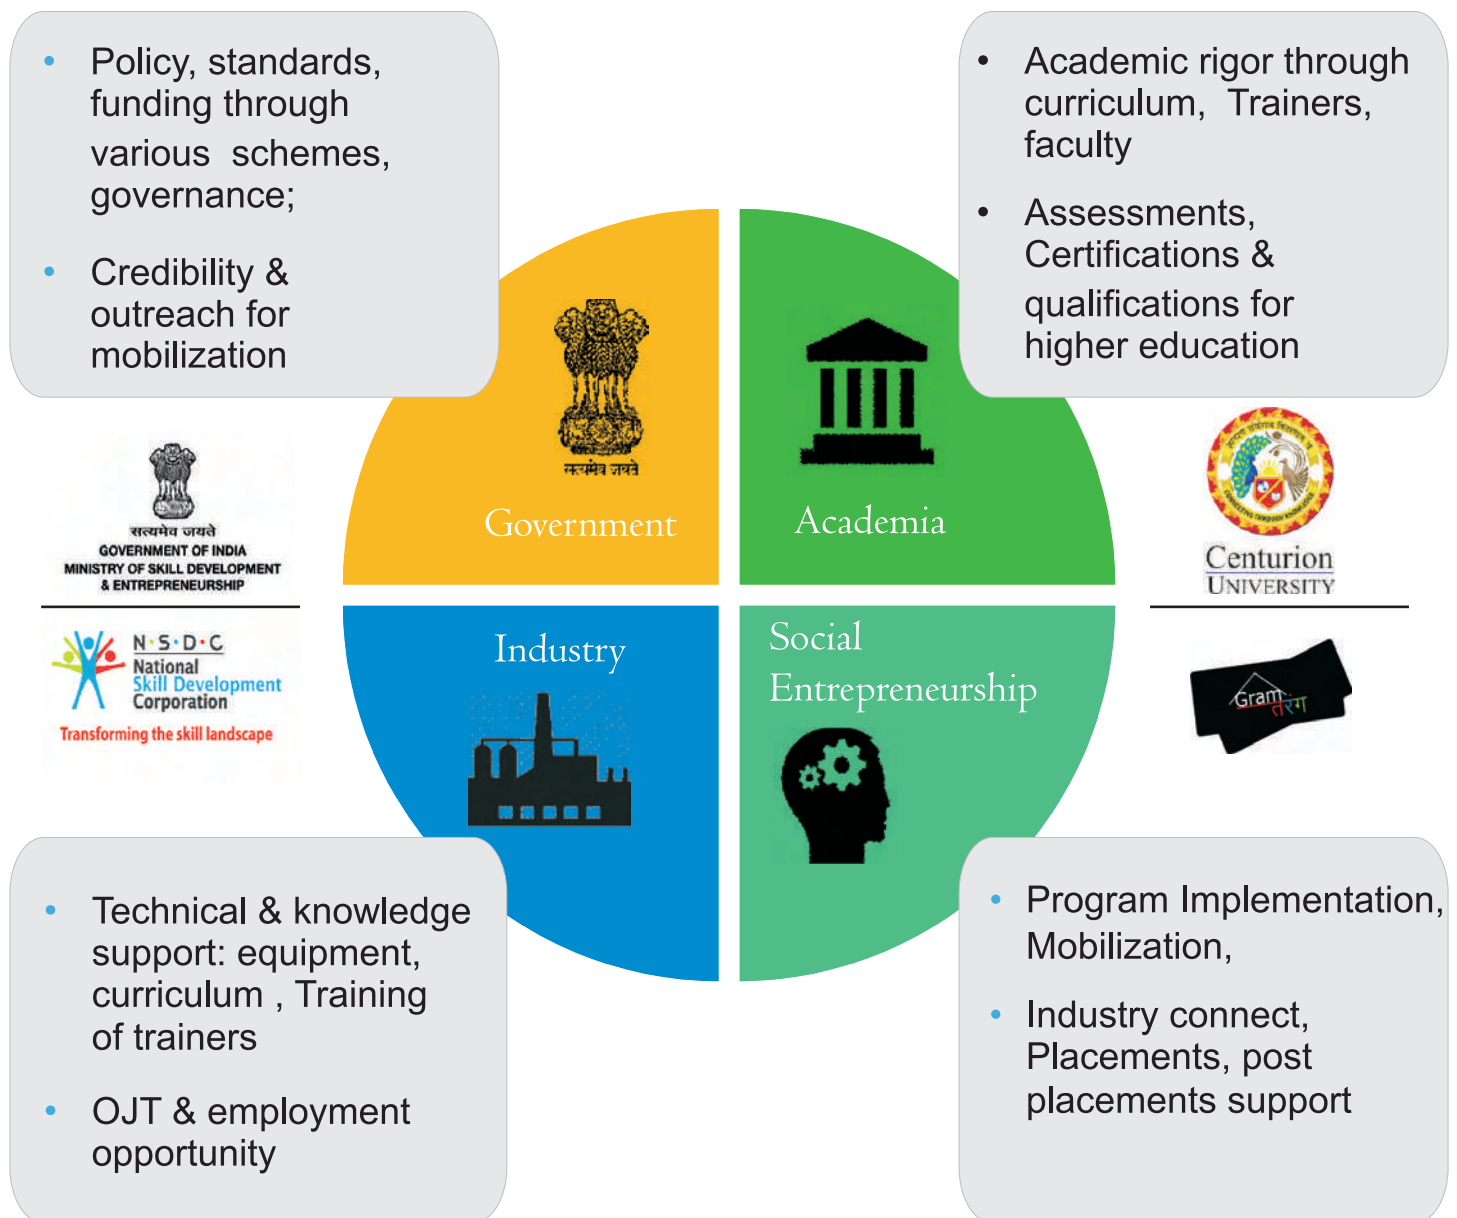 • Policy, standards,
funding through
various schemes,
governance;
• Credibility &
outreach for
mobilization
• Academic rigor through
curriculum, Trainers,
faculty
• Assessments,
Certifications &
qualifications for
higher education
सत्यमेव जयते
Government
Academia
सत्यमेव जयते
GOVERNMENT OF INDIA
MINISTRY OF SKILL DEVELOPMENT
& ENTREPRENEURSHIP
CONNECTING THROUGH KNOWLEDGE
Centurion
UNIVERSITY
N·S·D·C
National
Skill Development
Corporation
Transforming the skill landscape
Industry
Social
Entrepreneurship
Gram
तरंग
• Technical & knowledge
support: equipment,
curriculum , Training
of trainers
• OJT & employment
opportunity
• Program Implementation,
Mobilization,
• Industry connect,
Placements, post
placements support